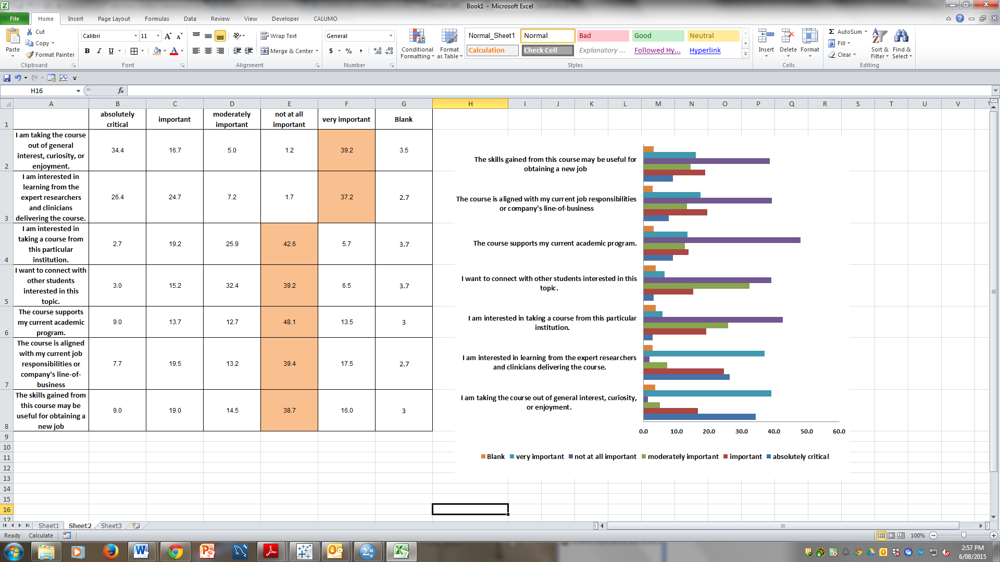 Book1 - Microsoft Excel
File Home Insert Page Layout Formulas Data Review View Developer CALUMO
Paste
Cut
Copy
Format Painter
Clipboard
Calibri 11
B I U
Font
Wrap Text
Merge & Center
Alignment
General
$ % ,
Number
Conditional Formatting
Format as Table
Normal_Sheet1 Normal Bad Good Neutral
Calculation Check Cell Explanatory ... Followed Hy... Hyperlink
Styles
Insert Delete Format
Cells
Σ AutoSum
Fill
Clear
Sort & Filter
Find & Select
Editing
H16 fx
A B C D E F G H I J K L M N O P Q R S T U V
1
absolutely critical
important
moderately important
not at all important
very important
Blank
2
I am taking the course
out of general
interest, curiosity, or
enjoyment.
34.4 16.7 5.0 1.2 39.2 3.5
3
I am interested in
learning from the
expert researchers
and clinicians
delivering the course.
26.4 24.7 7.2 1.7 37.2 2.7
4
I am interested in
taking a course from
this particular
institution.
2.7 19.2 25.9 42.6 5.7 3.7
5
I want to connect with
other students
interested in this
topic.
3.0 15.2 32.4 39.2 6.5 3.7
6
The course supports
my current academic
program.
9.0 13.7 12.7 48.1 13.5 3
7
The course is aligned
with my current job
responsibilities or
company's line-of-
business
7.7 19.5 13.2 39.4 17.5 2.7
8
The skills gained from
this course may be
useful for obtaining a
new job
9.0 19.0 14.5 38.7 16.0 3
9
10
11
12
13
14
15
16
17
The skills gained from this course may be useful for
obtaining a new job
The course is aligned with my current job responsibilities
or company's line-of-business
The course supports my current academic program.
I want to connect with other students interested in this
topic.
I am interested in taking a course from this particular
institution.
I am interested in learning from the expert researchers
and clinicians delivering the course.
I am taking the course out of general interest, curiosity,
or enjoyment.
0.0 10.0 20.0 30.0 40.0 50.0 60.0
Blank very important not at all important moderately important important absolutely critical
Sheet1 Sheet2 Sheet3
Ready Calculate
100%
2:57 PM
6/08/2015